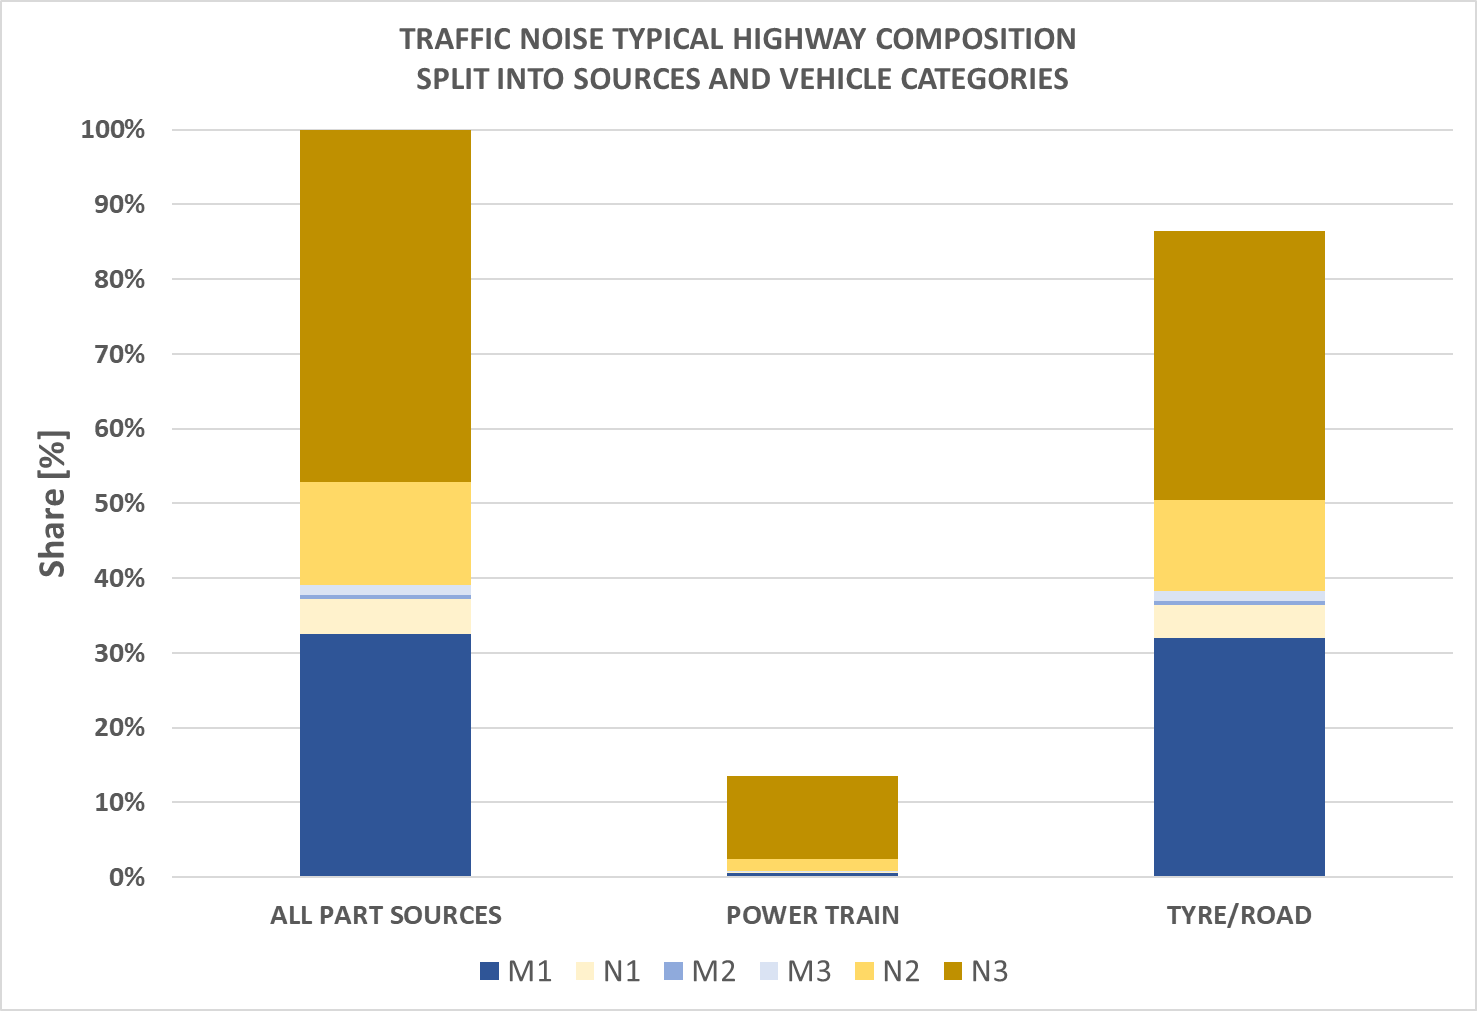 TRAFFIC NOISE TYPICAL HIGHWAY COMPOSITION
SPLIT INTO SOURCES AND VEHICLE CATEGORIES
Share [%]
100%
90%
80%
70%
60%
50%
40%
30%
20%
10%
0%
ALL PART SOURCES POWER TRAIN TYRE/ROAD
M1 N1 M2 M3 N2 N3